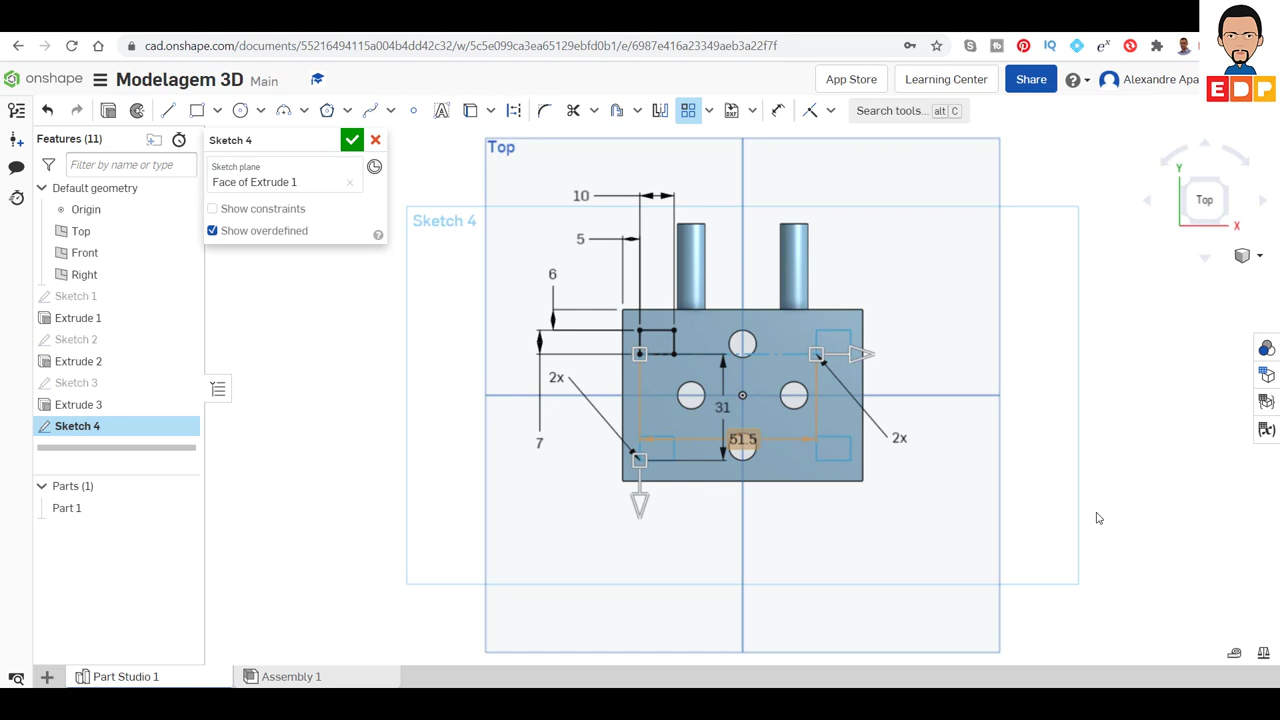 cad.onshape.com/documents/55216494115a004b4dd42c32/w/5c5e099ca3ea65129ebfd0b1/e/6987e416a23349aeb3a22f7f
onshape
Modelagem 3D
Main
App Store
Learning Center
Share
Alexandre Apa
EDP
Search tools...
alt
C
Features (11)
Filter by name or type
Default geometry
Origin
Top
Front
Right
Sketch 1
Extrude 1
Sketch 2
Extrude 2
Sketch 3
Extrude 3
Sketch 4
Parts (1)
Part 1
Sketch 4
Sketch plane
Face of Extrude 1
Show constraints
Show overdefined
Top
Sketch 4
10
5
6
2x
7
31
51.5
2x
Y
Top
X
Part Studio 1
Assembly 1